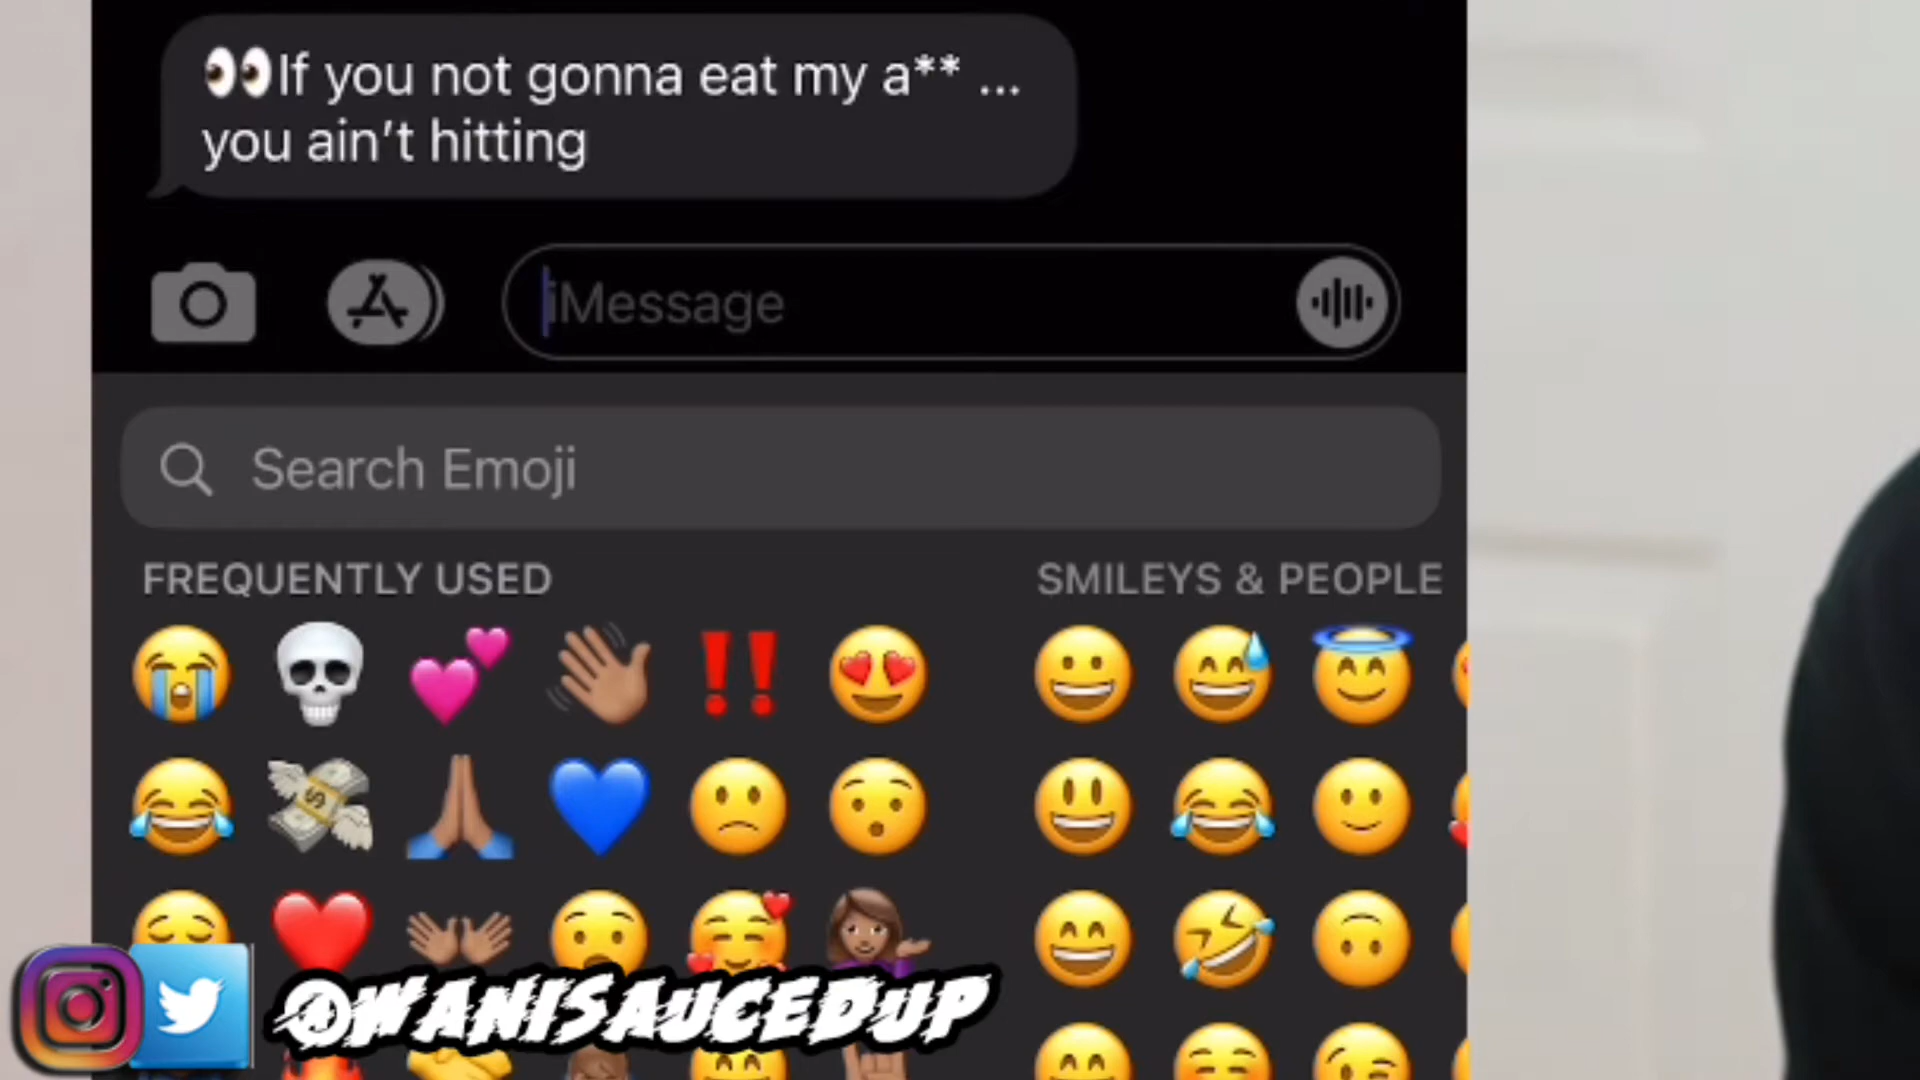 👀If you not gonna eat my a** ...
you ain't hitting
iMessage
Search Emoji
FREQUENTLY USED
SMILEYS & PEOPLE
@WANISAUCEDUP